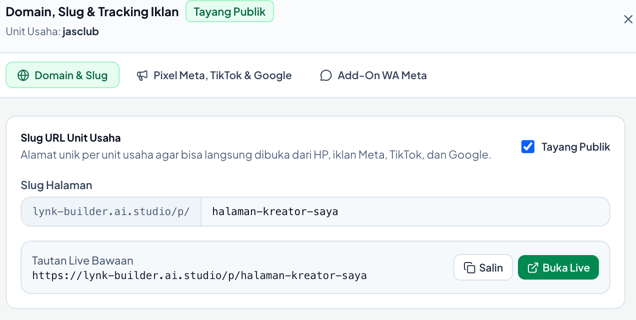 Domain, Slug & Tracking Iklan Tayang Publik
Unit Usaha: jasclub
Domain & Slug Pixel Meta, TikTok & Google Add-On WA Meta
Slug URL Unit Usaha
Alamat unik per unit usaha agar bisa langsung dibuka dari HP, iklan Meta, TikTok, dan Google.
Tayang Publik
Slug Halaman
lynk-builder.ai.studio/p/ halaman-kreator-saya
Tautan Live Bawaan
https://lynk-builder.ai.studio/p/halaman-kreator-saya
Salin Buka Live